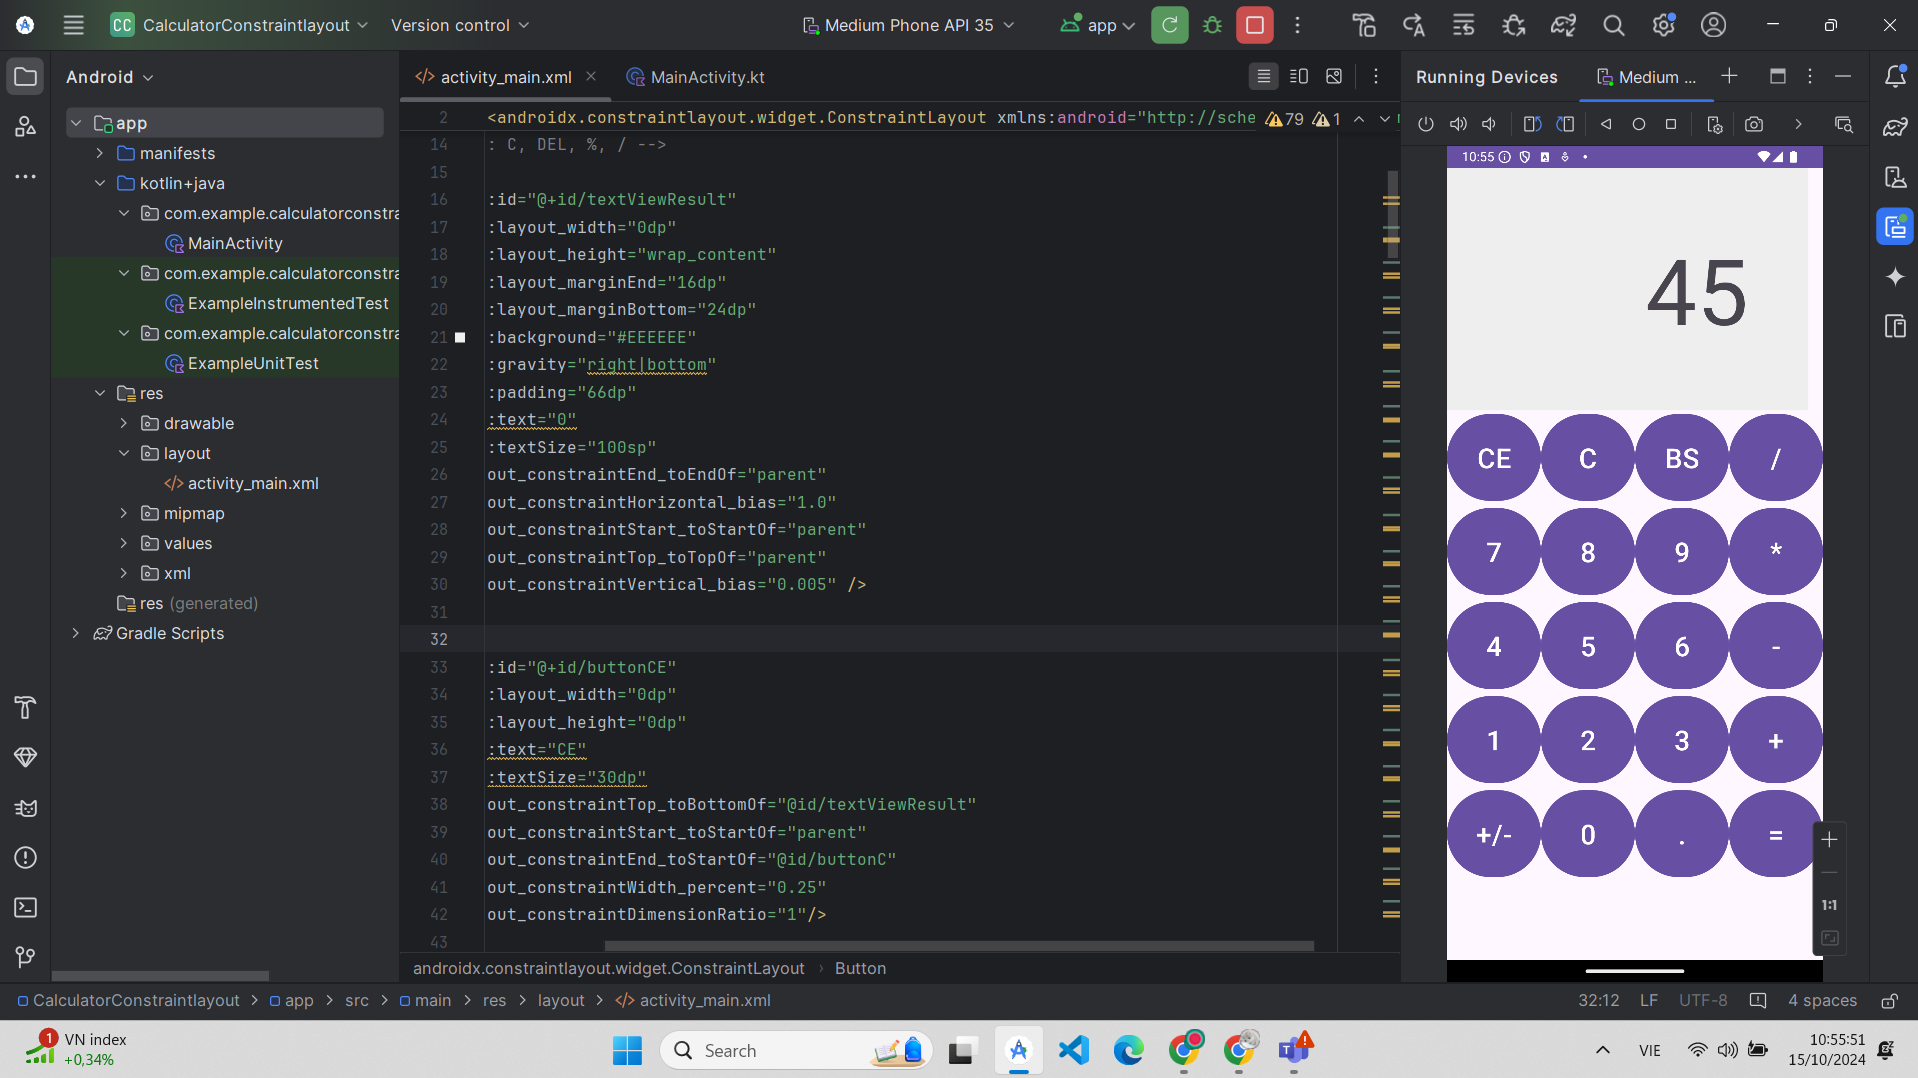 CC CalculatorConstraintlayout Version control Medium Phone API 35 app
Android
activity_main.xml MainActivity.kt
Running Devices Medium ...
app
manifests
kotlin+java
com.example.calculatorconstra
MainActivity
com.example.calculatorconstra
ExampleInstrumentedTest
com.example.calculatorconstra
ExampleUnitTest
res
drawable
layout
activity_main.xml
mipmap
values
xml
res (generated)
Gradle Scripts
2 <androidx.constraintlayout.widget.ConstraintLayout xmlns:android="http://sche 79 1
14 : C, DEL, %, / -->
15
16 :id="@+id/textViewResult"
17 :layout_width="0dp"
18 :layout_height="wrap_content"
19 :layout_marginEnd="16dp"
20 :layout_marginBottom="24dp"
21 :background="#EEEEEE"
22 :gravity="right|bottom"
23 :padding="66dp"
24 :text="0"
25 :textSize="100sp"
26 out_constraintEnd_toEndOf="parent"
27 out_constraintHorizontal_bias="1.0"
28 out_constraintStart_toStartOf="parent"
29 out_constraintTop_toTopOf="parent"
30 out_constraintVertical_bias="0.005" />
31
32
33 :id="@+id/buttonCE"
34 :layout_width="0dp"
35 :layout_height="0dp"
36 :text="CE"
37 :textSize="30dp"
38 out_constraintTop_toBottomOf="@id/textViewResult"
39 out_constraintStart_toStartOf="parent"
40 out_constraintEnd_toStartOf="@id/buttonC"
41 out_constraintWidth_percent="0.25"
42 out_constraintDimensionRatio="1"/>
43
androidx.constraintlayout.widget.ConstraintLayout › Button
10:55
45
CE C BS /
7 8 9 *
4 5 6 -
1 2 3 +
+/- 0 . =
1:1
CalculatorConstraintlayout > app > src > main > res > layout > activity_main.xml
32:12 LF UTF-8 4 spaces
1 VN index
+0,34%
Search
VIE
10:55:51
15/10/2024